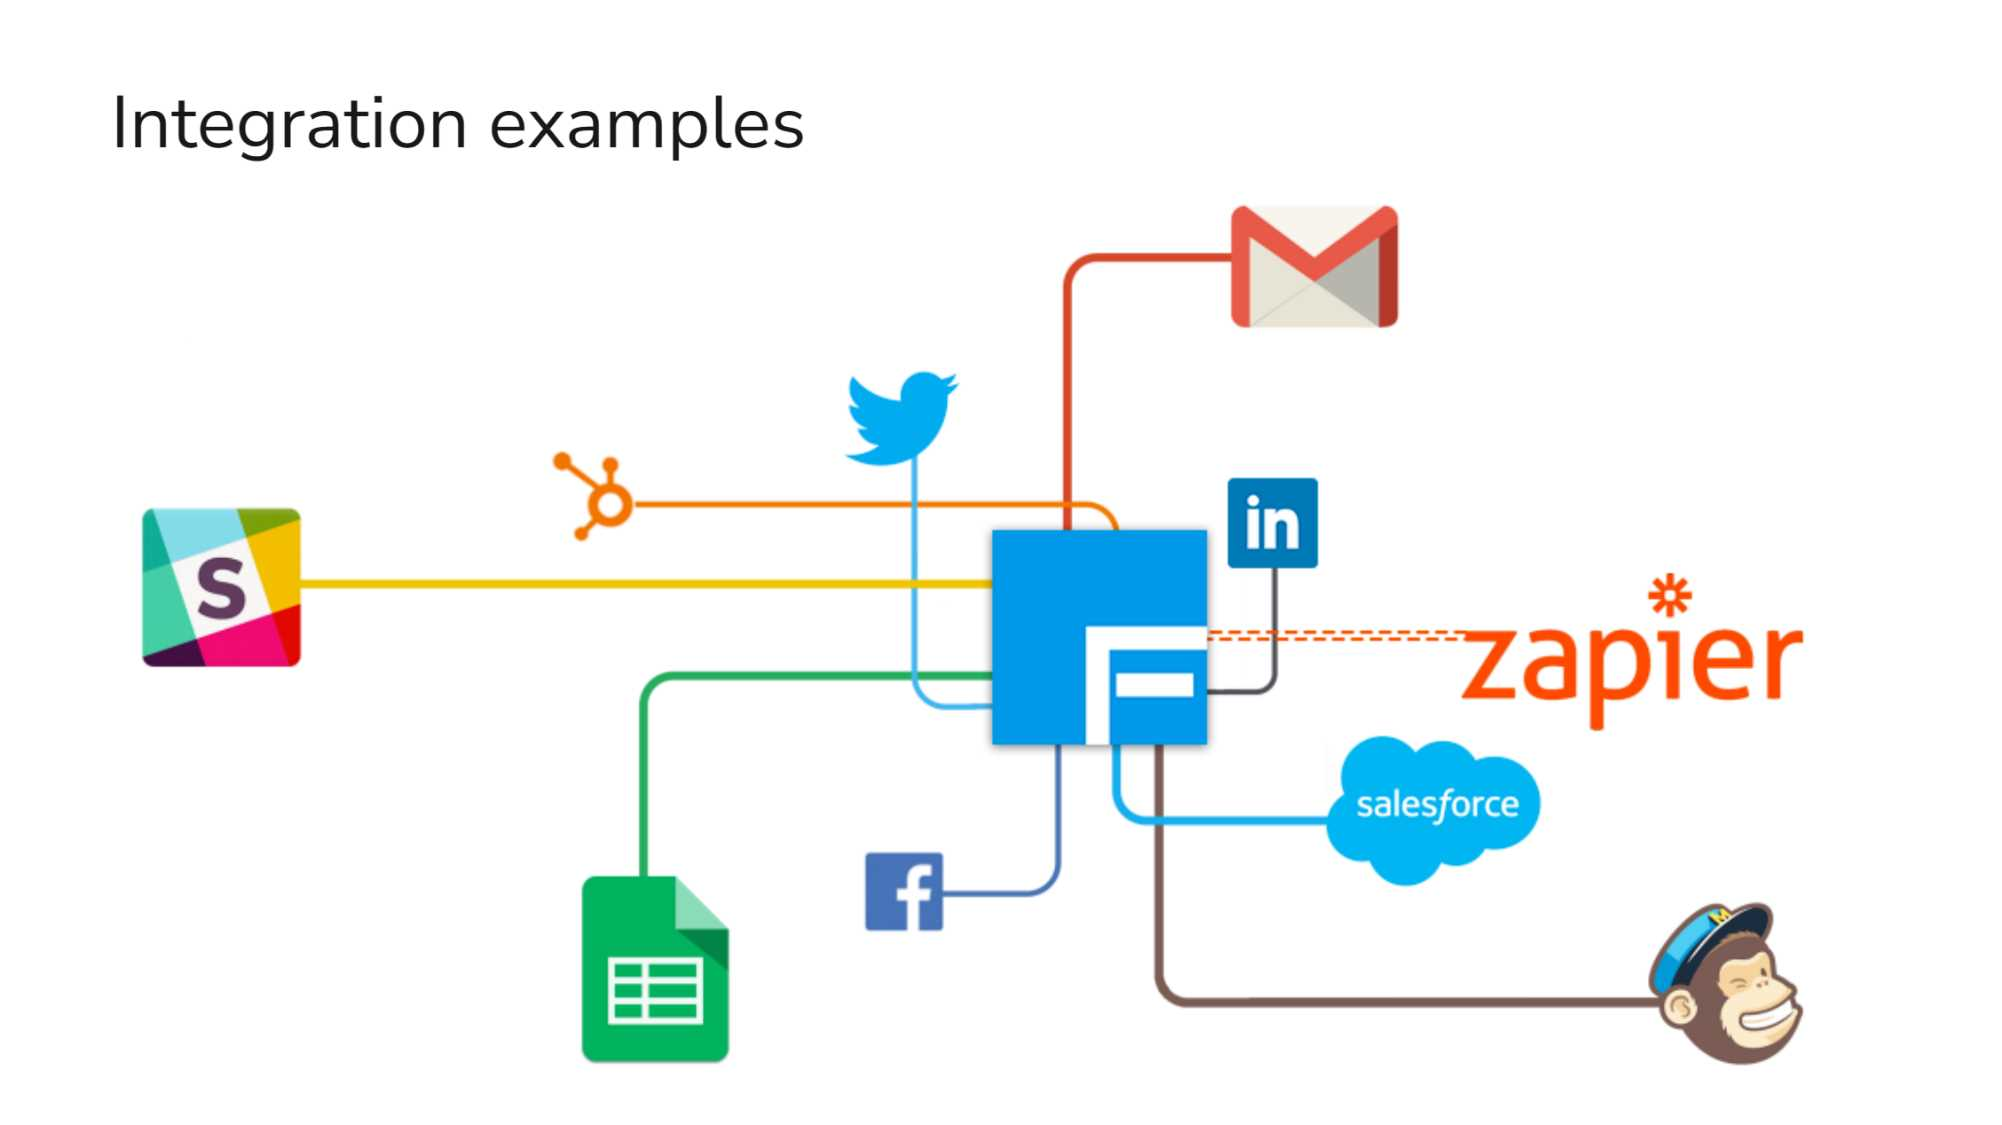 Integration examples
in
S
zapier
salesforce
f
M